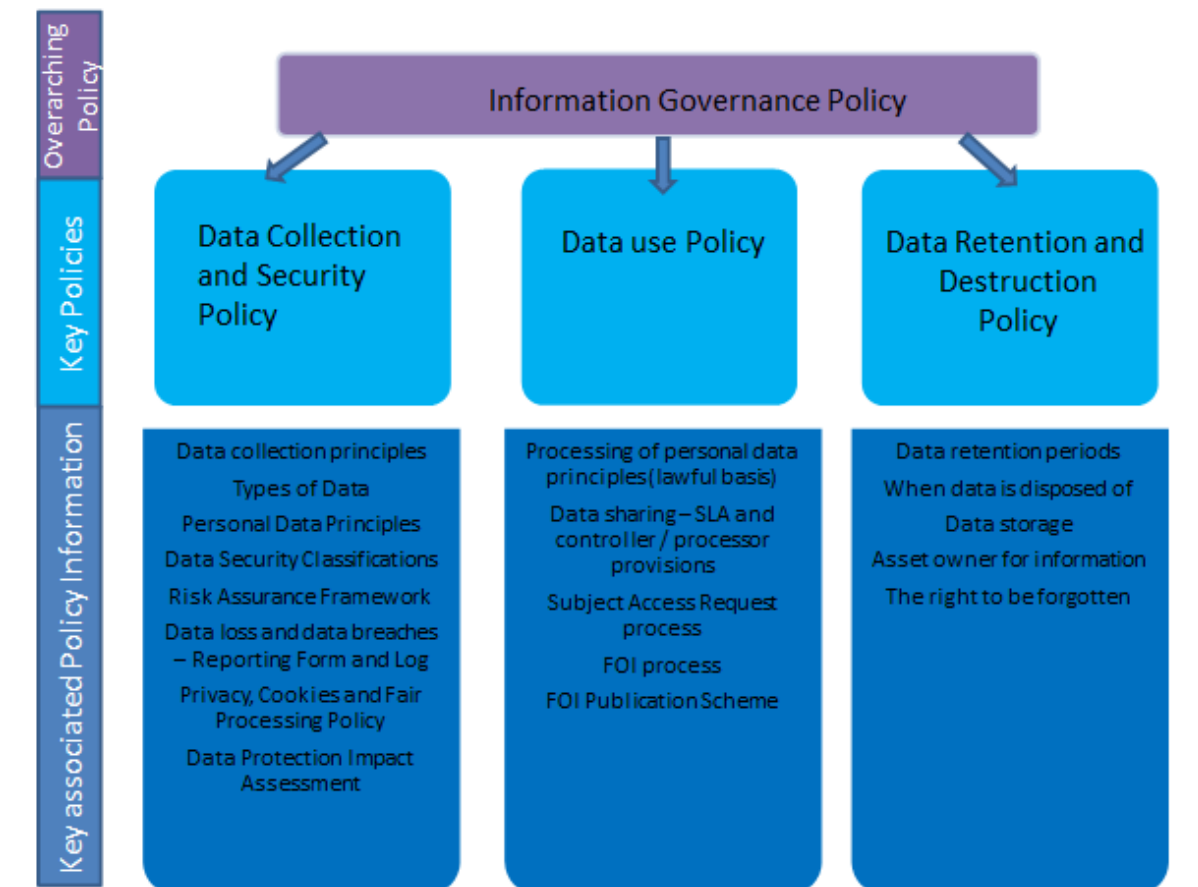 Overarching
Policy
Information Governance Policy
Key Policies
Data Collection
and Security
Policy
Data use Policy
Data Retention and
Destruction
Policy
Key associated Policy Information
Data collection principles
Types of Data
Personal Data Principles
Data Security Classifications
Risk Assurance Framework
Data loss and data breaches
– Reporting Form and Log
Privacy, Cookies and Fair
Processing Policy
Data Protection Impact
Assessment
Processing of personal data
principles(lawful basis)
Data sharing – SLA and
controller / processor
provisions
Subject Access Request
process
FOI process
FOI Publication Scheme
Data retention periods
When data is disposed of
Data storage
Asset owner for information
The right to be forgotten